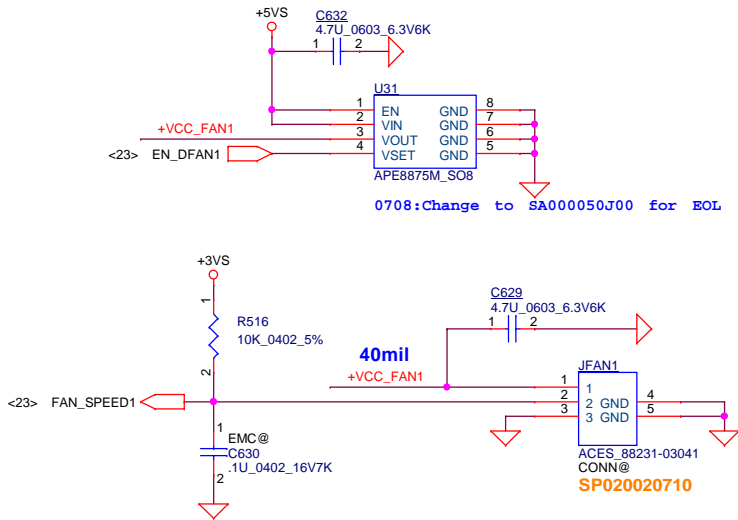 +5VS
C632
4.7U_0603_6.3V6K
1 2
U31
1 EN GND 8
2 VIN GND 7
+VCC_FAN1 3 VOUT GND 6
<23> EN_DFAN1 4 VSET GND 5
APE8875M_SO8
0708:Change to SA000050J00 for EOL
+3VS
1
R516
10K_0402_5%
2
C629
4.7U_0603_6.3V6K
1 2
40mil
+VCC_FAN1
JFAN1
1 1
<23> FAN_SPEED1 2 2 GND 4
3 3 GND 5
1
EMC@
C630
.1U_0402_16V7K
2
ACES_88231-03041
CONN@
SP020020710